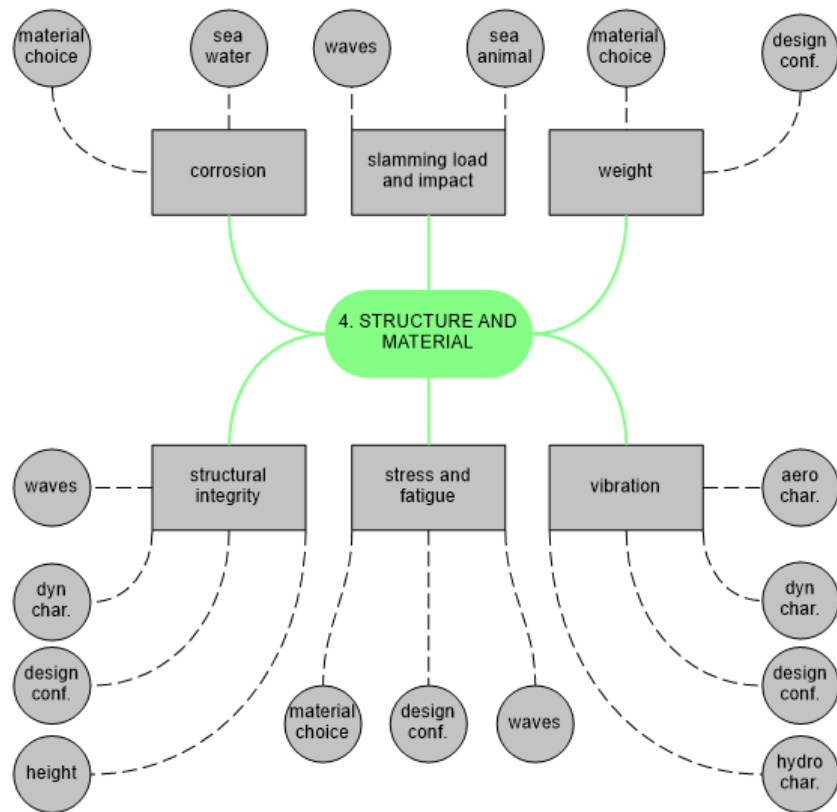 material
choice
sea
water
waves
sea
animal
material
choice
design
conf.
corrosion
slamming load
and impact
weight
4. STRUCTURE AND
MATERIAL
structural
integrity
stress and
fatigue
vibration
waves
aero
char.
dyn
char.
dyn
char.
design
conf.
design
conf.
material
choice
design
conf.
waves
height
hydro
char.